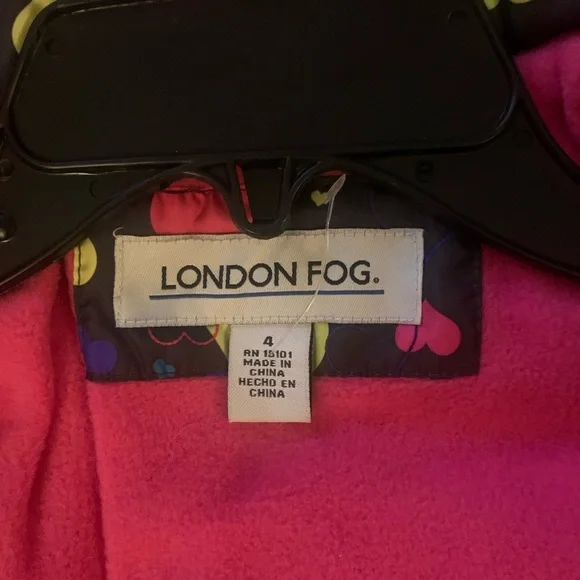 LONDON FOG.
4
RN 15101
MADE IN
CHINA
HECHO EN
CHINA